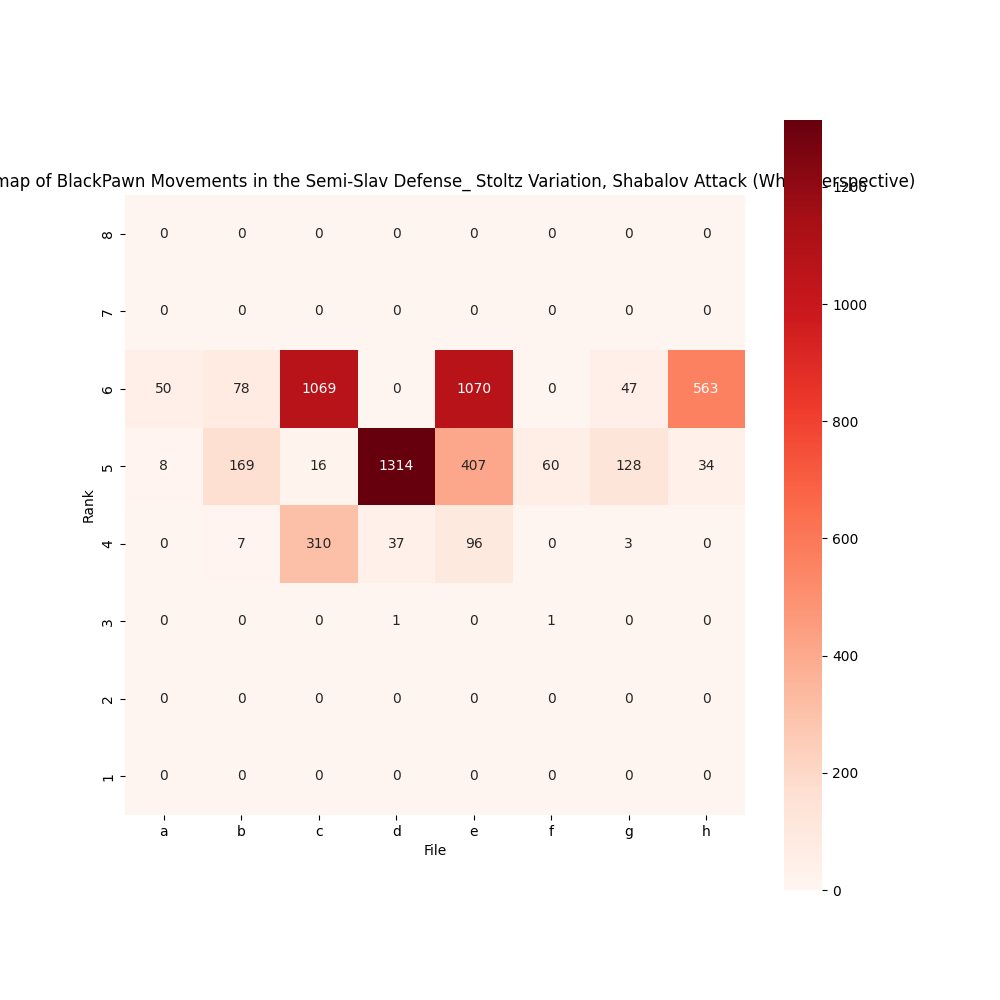 map of BlackPawn Movements in the Semi-Slav Defense_ Stoltz Variation, Shabalov Attack (Wh erspective)
1200
8 0 0 0 0 0 0 0 0
7 0 0 0 0 0 0 0 0
1000
6 50 78 1069 0 1070 0 47 563
800
5 8 169 16 1314 407 60 128 34
Rank
4 0 7 310 37 96 0 3 0
600
3 0 0 0 1 0 1 0 0
400
2 0 0 0 0 0 0 0 0
200
1 0 0 0 0 0 0 0 0
a b c d e f g h
File
0